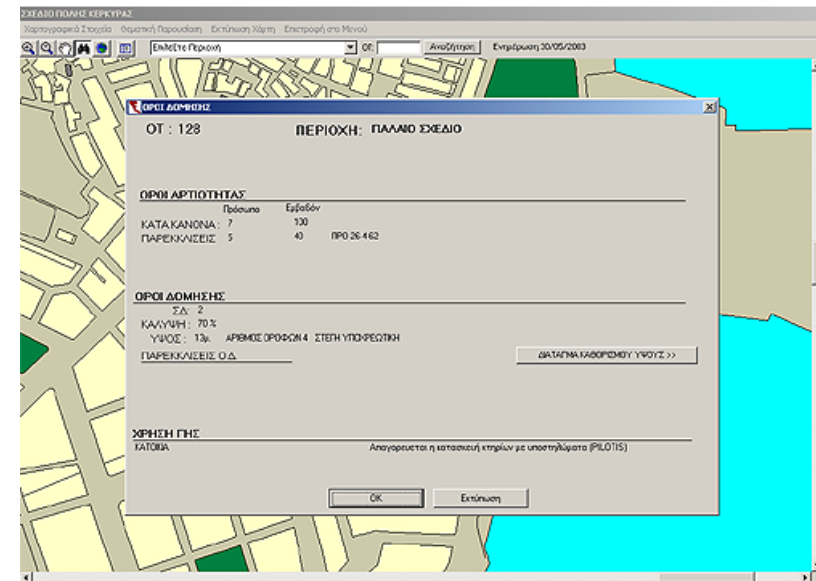 ΣΧΕΔΙΟ ΠΟΛΗΣ ΚΕΡΚΥΡΑΣ
Χαρτογραφικά Στοιχεία Θεματική Παρουσίαση Εκτύπωση Χάρτη Επιστροφή στο Μενού
Επιλέξτε Περιοχή ΟΤ: Αναζήτηση Ενημέρωση 30/05/2003
ΟΡΟΙ ΔΟΜΗΣΗΣ
ΟΤ : 128 ΠΕΡΙΟΧΗ: ΠΑΛΑΙΟ ΣΧΕΔΙΟ
ΟΡΟΙ ΑΡΤΙΟΤΗΤΑΣ
Πρόσωπο Εμβαδόν
ΚΑΤΑ ΚΑΝΟΝΑ : 7 100
ΠΑΡΕΚΚΛΙΣΕΙΣ 5 40 ΠΡΟ 26-4-62
ΟΡΟΙ ΔΟΜΗΣΗΣ
ΣΔ: 2
ΚΑΛΥΨΗ : 70 %
ΥΨΟΣ : 13μ. ΑΡΙΘΜΟΣ ΟΡΟΦΩΝ 4 ΣΤΕΓΗ ΥΠΟΧΡΕΩΤΙΚΗ
ΠΑΡΕΚΚΛΙΣΕΙΣ Ο.Δ.
ΔΙΑΤΑΓΜΑ ΚΑΘΟΡΙΣΜΟΥ ΥΨΟΥΣ >>
ΧΡΗΣΗ ΓΗΣ
ΚΑΤΟΙΚΙΑ Απαγορευεται η κατασκευή κτηρίων με υποστηλώματα (PILOTIS)
OK Εκτύπωση